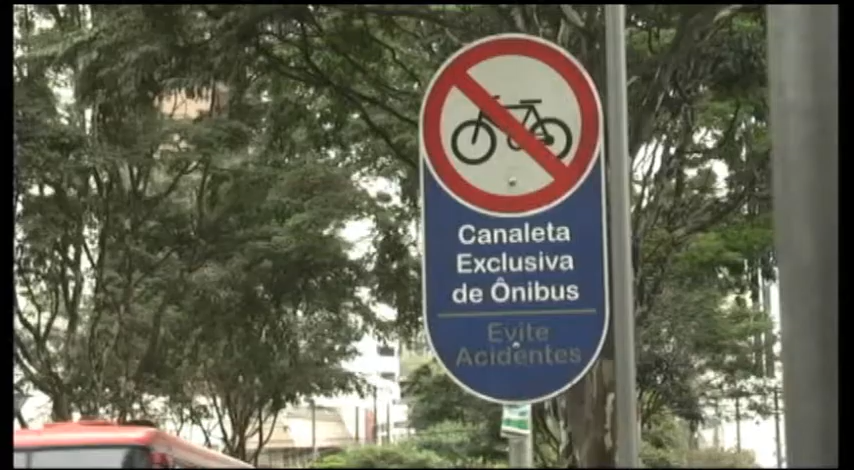 Canaleta
Exclusiva
de Ônibus
Evite
Acidentes